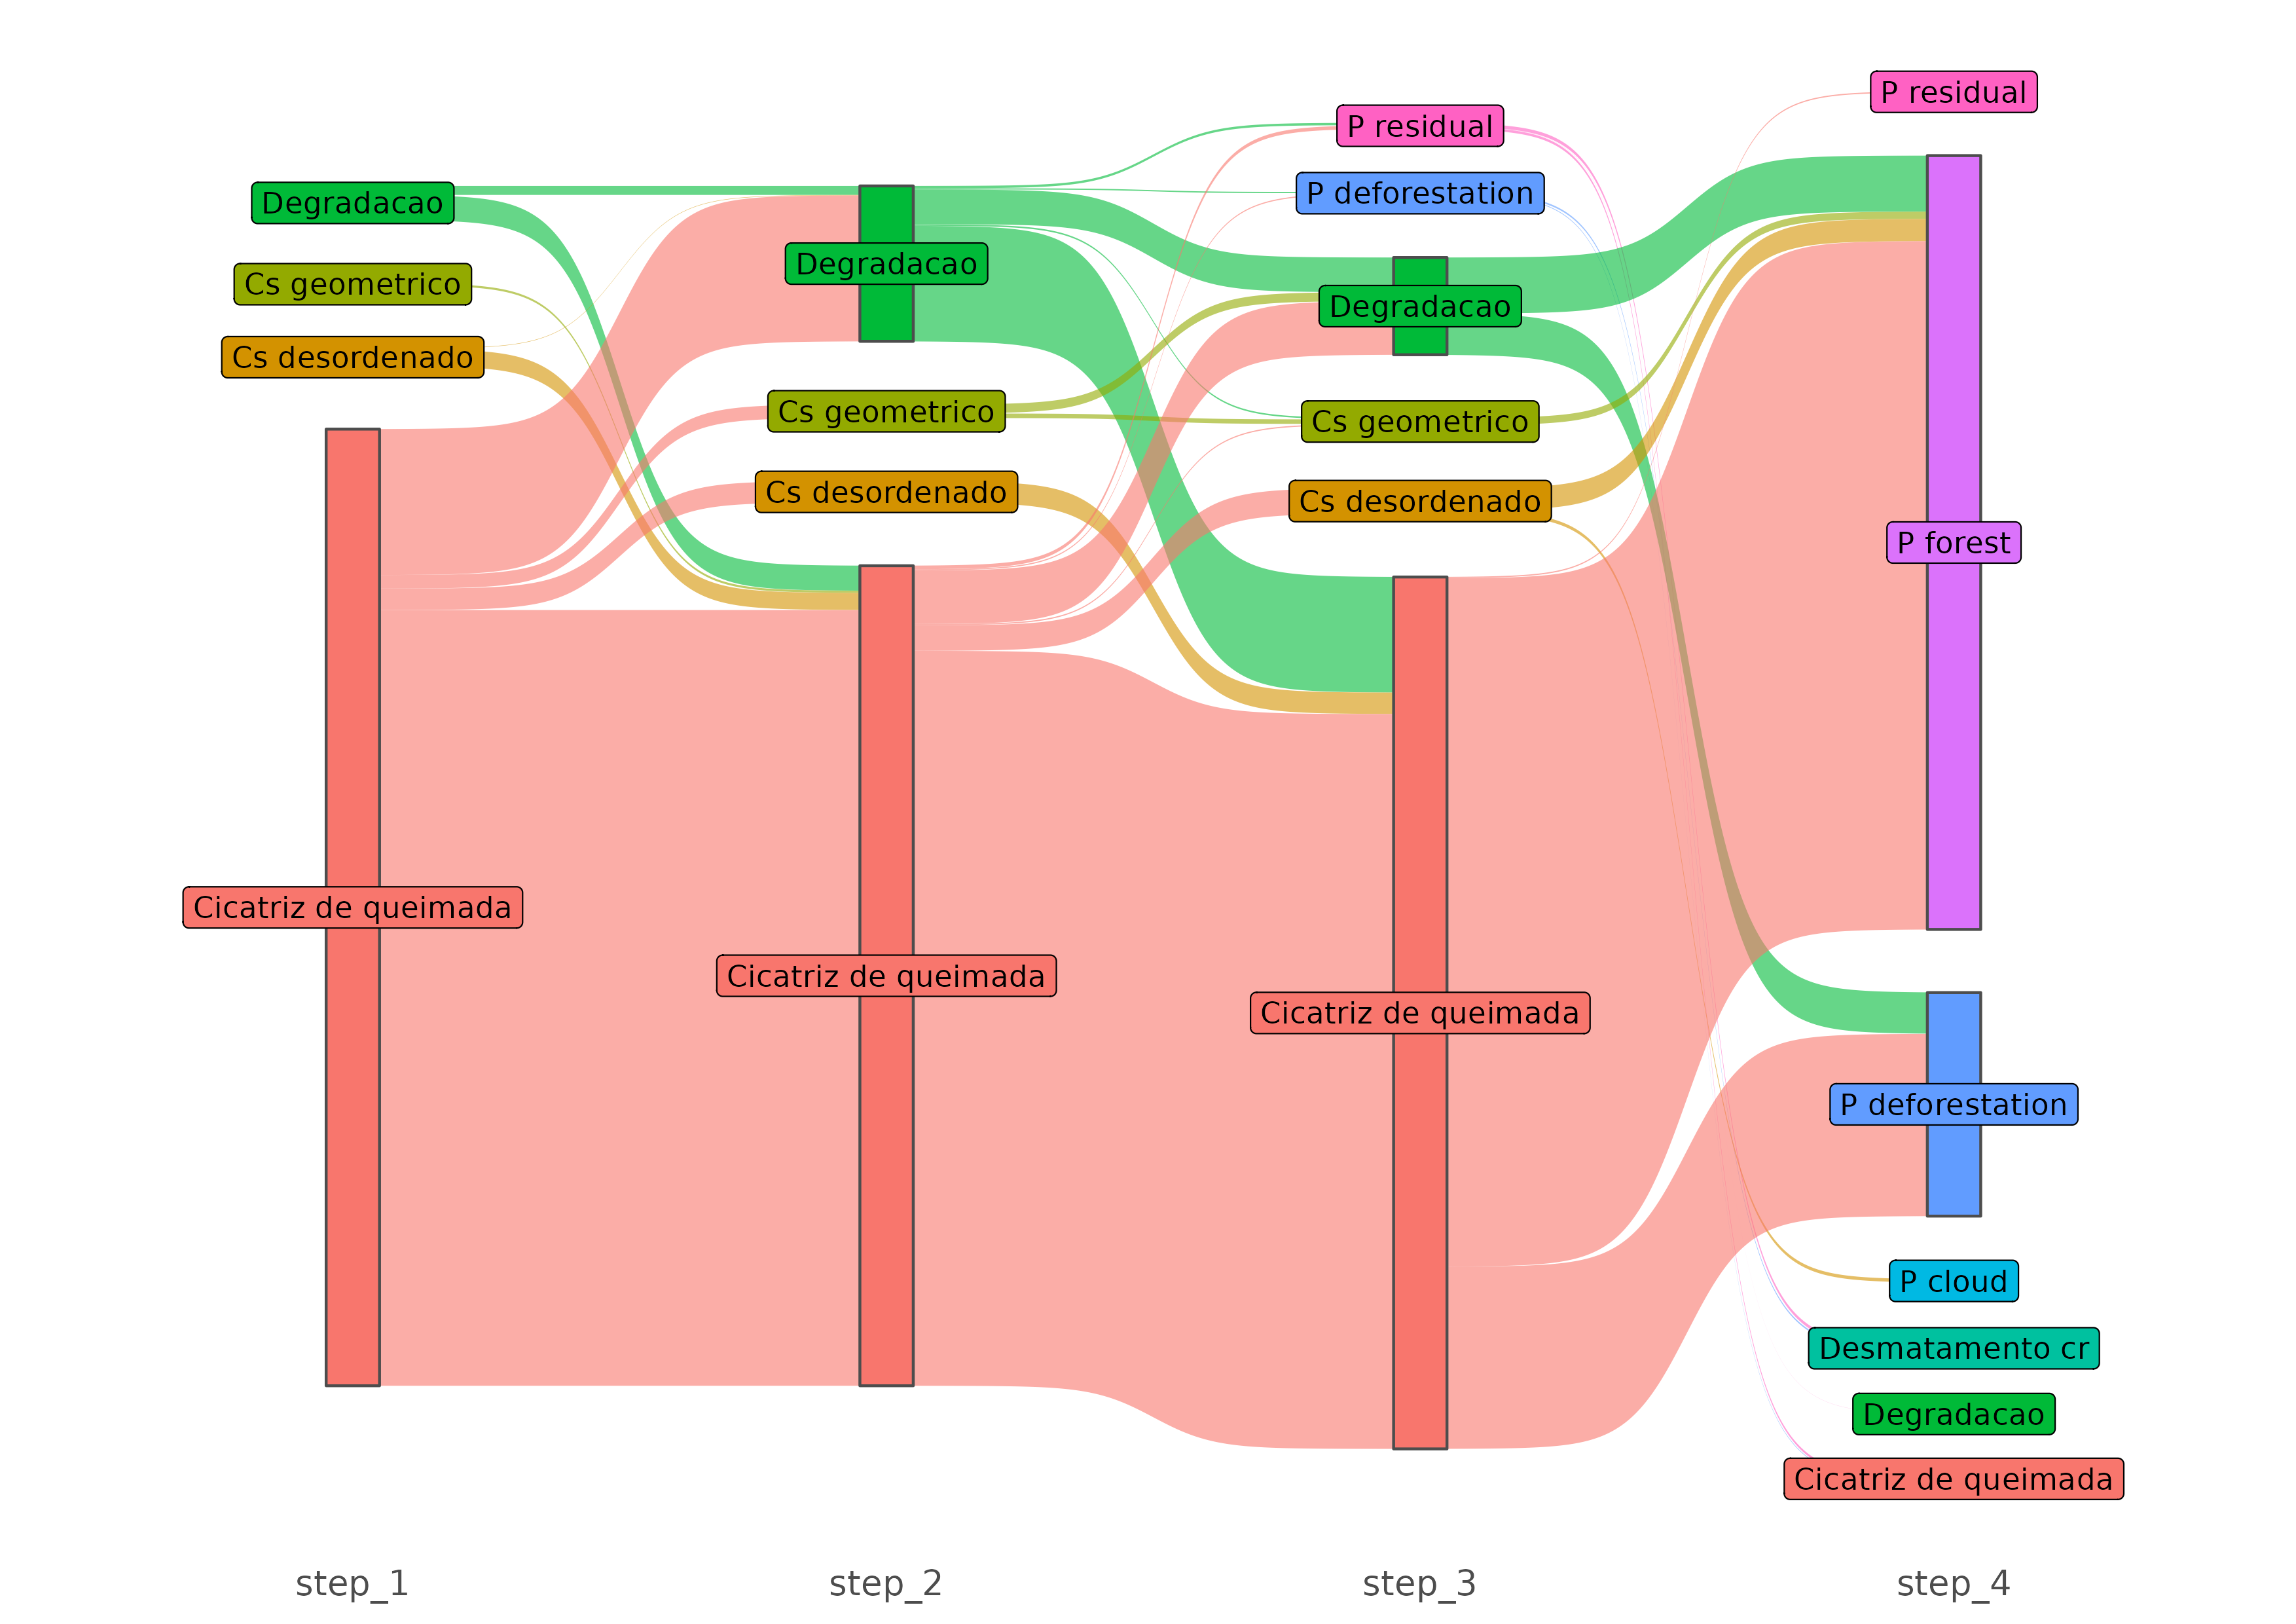 Degradacao
Cs geometrico
Cs desordenado
Cicatriz de queimada
Degradacao
Cs geometrico
Cs desordenado
Cicatriz de queimada
P residual
P deforestation
Degradacao
Cs geometrico
Cs desordenado
Cicatriz de queimada
P residual
P forest
P deforestation
P cloud
Desmatamento cr
Degradacao
Cicatriz de queimada
step_1
step_2
step_3
step_4